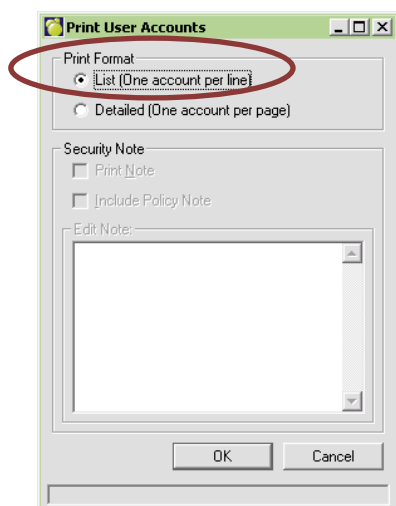 Print User Accounts
Print Format
List (One account per line)
Detailed (One account per page)
Security Note
Print Note
Include Policy Note
Edit Note:
OK
Cancel